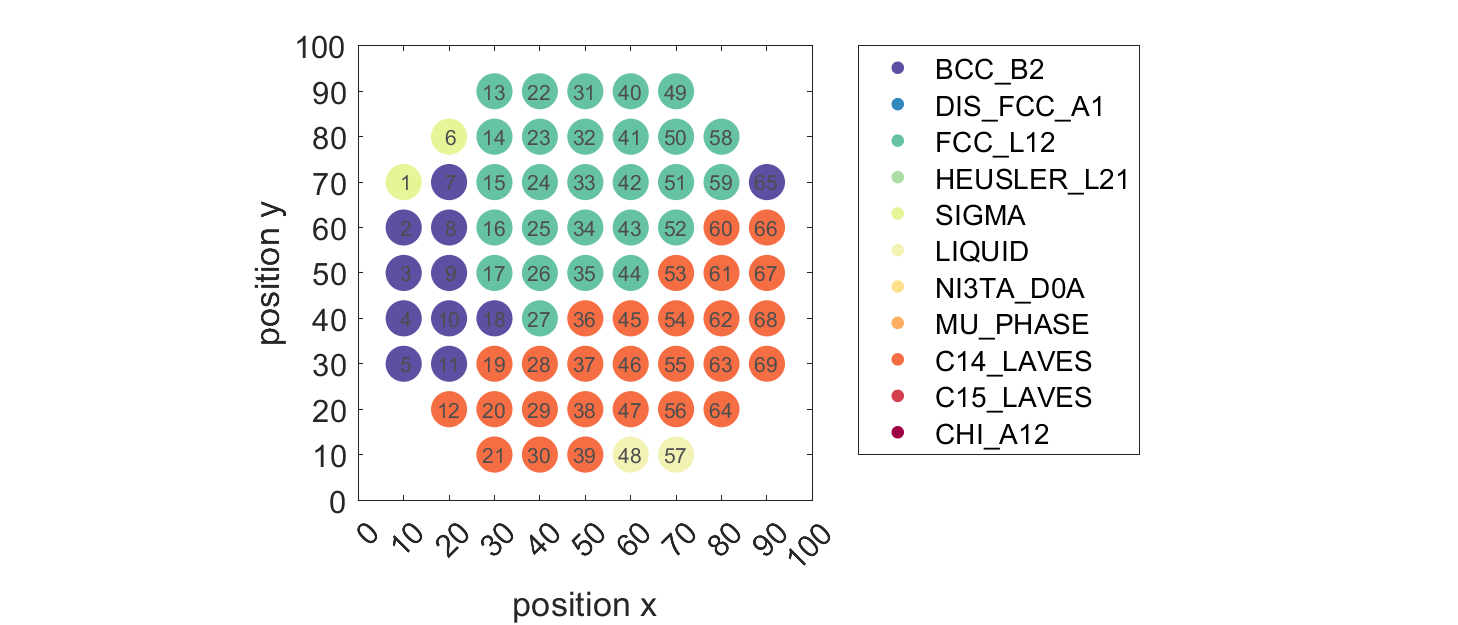 100
90
80
70
60
50
40
30
20
10
0
position y
13 22 31 40 49
6 14 23 32 41 50 58
1 7 15 24 33 42 51 59 65
2 8 16 25 34 43 52 60 66
3 9 17 26 35 44 53 61 67
4 10 18 27 36 45 54 62 68
5 11 19 28 37 46 55 63 69
12 20 29 38 47 56 64
21 30 39 48 57
0 10 20 30 40 50 60 70 80 90 100
position x
BCC_B2
DIS_FCC_A1
FCC_L12
HEUSLER_L21
SIGMA
LIQUID
NI3TA_D0A
MU_PHASE
C14_LAVES
C15_LAVES
CHI_A12